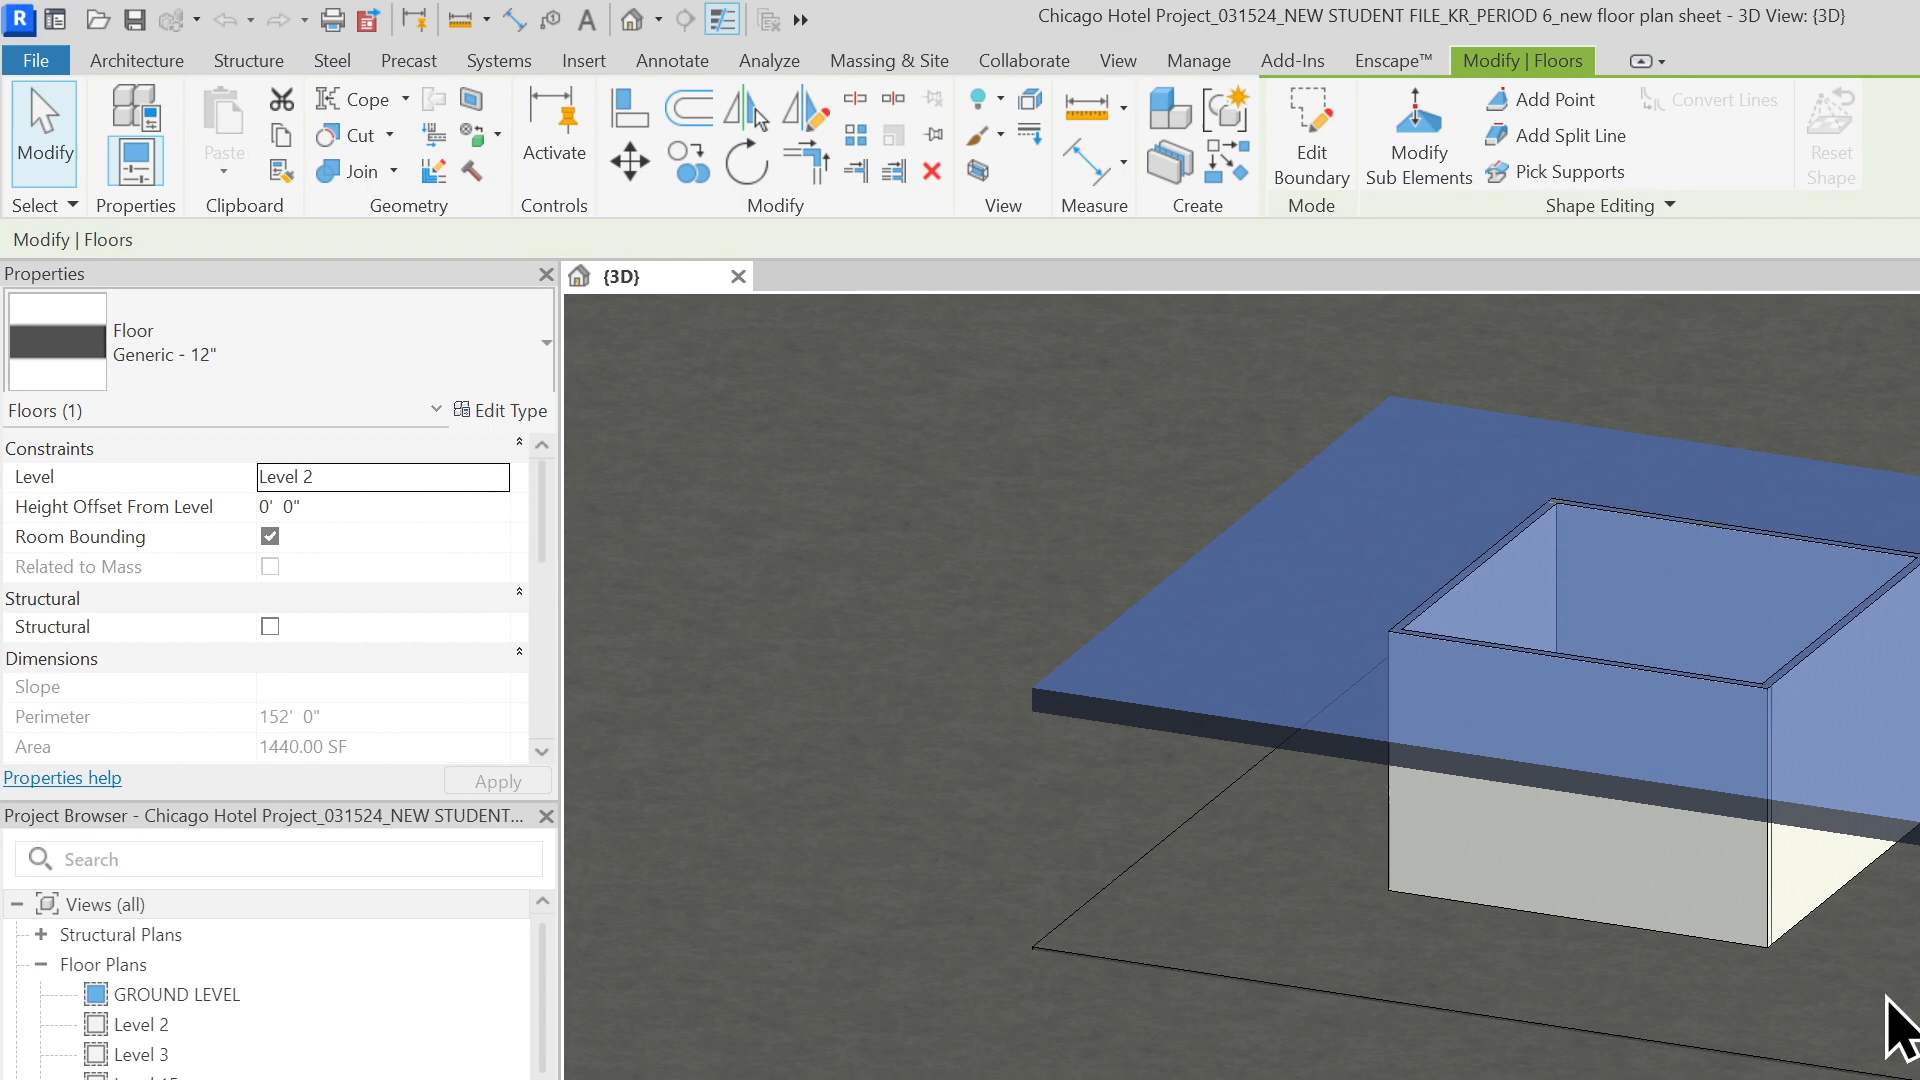 R
Chicago Hotel Project_031524_NEW STUDENT FILE_KR_PERIOD 6_new floor plan sheet - 3D View: {3D}
File Architecture Structure Steel Precast Systems Insert Annotate Analyze Massing & Site Collaborate View Manage Add-Ins Enscape™ Modify | Floors
Cope
Add Point
Convert Lines
Cut
Add Split Line
Modify
Paste
Activate
Edit
Boundary
Modify
Sub Elements
Reset
Shape
Join
Pick Supports
Select Properties Clipboard Geometry Controls Modify View Measure Create Mode Shape Editing
Modify | Floors
Properties
{3D}
Floor
Generic - 12"
Floors (1)
Edit Type
Constraints
Level Level 2
Height Offset From Level 0' 0"
Room Bounding
Related to Mass
Structural
Structural
Dimensions
Slope
Perimeter 152' 0"
Area 1440.00 SF
Properties help
Apply
Project Browser - Chicago Hotel Project_031524_NEW STUDENT...
Search
Views (all)
Structural Plans
Floor Plans
GROUND LEVEL
Level 2
Level 3